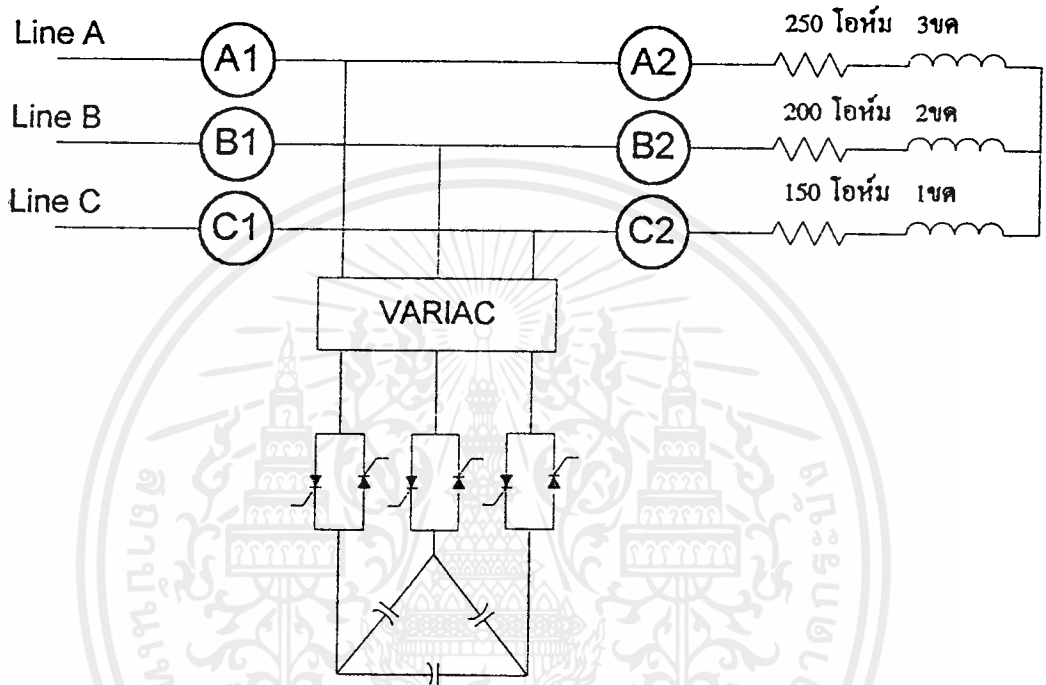 Line A
A1
A2
250 โอห์ม 3ขด
Line B
B1
B2
200 โอห์ม 2ขด
Line C
C1
C2
150 โอห์ม 1ขด
VARIAC